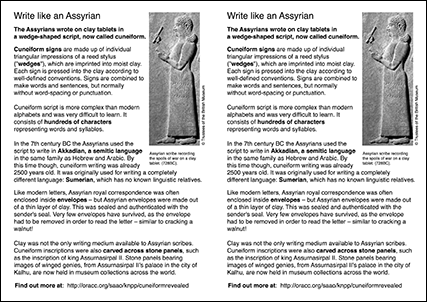 Write like an Assyrian
The Assyrians wrote on clay tablets in
a wedge-shaped script, now called cuneiform.
Cuneiform signs are made up of individual
triangular impressions of a reed stylus
('wedges'), which are imprinted into moist clay.
Each sign is pressed into the clay according to
well-defined conventions. Signs are combined to
make words and sentences, but normally
without word-spacing or punctuation.
Cuneiform script is more complex than modern
alphabets and was very difficult to learn. It
consists of hundreds of characters
representing words and syllables.
© Trustees of the British Museum
Assyrian scribe recording
the spoils of war on a clay
tablet.
In the 7th century BC the Assyrians used the
script to write in Akkadian, a semitic language
in the same family as Hebrew and Arabic. By
this time though, cuneiform writing was already
2500 years old. It was originally used for writing a completely
different language: Sumerian, which has no known linguistic relatives.
Like modern letters, Assyrian royal correspondence was often
enclosed inside envelopes – but Assyrian envelopes were made out
of a thin layer of clay. This was sealed and authenticated with the
sender's seal. Very few envelopes have survived, as the envelope
had to be removed in order to read the letter – similar to cracking a
walnut!
Clay was not the only writing medium available to Assyrian scribes.
Cuneiform inscriptions were also carved across stone panels, such
as the inscription of king Assurnasirpal II. Stone panels bearing
images of winged genies, from Assurnasirpal II's palace in the city of
Kalhu, are now held in museum collections across the world.
Find out more at: http://oracc.org/saao/knpp/cuneiformrevealed
Write like an Assyrian
The Assyrians wrote on clay tablets in
a wedge-shaped script, now called cuneiform.
Cuneiform signs are made up of individual
triangular impressions of a reed stylus
('wedges'), which are imprinted into moist clay.
Each sign is pressed into the clay according to
well-defined conventions. Signs are combined to
make words and sentences, but normally
without word-spacing or punctuation.
Cuneiform script is more complex than modern
alphabets and was very difficult to learn. It
consists of hundreds of characters
representing words and syllables.
© Trustees of the British Museum
Assyrian scribe recording
the spoils of war on a clay
tablet.
In the 7th century BC the Assyrians used the
script to write in Akkadian, a semitic language
in the same family as Hebrew and Arabic. By
this time though, cuneiform writing was already
2500 years old. It was originally used for writing a completely
different language: Sumerian, which has no known linguistic relatives.
Like modern letters, Assyrian royal correspondence was often
enclosed inside envelopes – but Assyrian envelopes were made out
of a thin layer of clay. This was sealed and authenticated with the
sender's seal. Very few envelopes have survived, as the envelope
had to be removed in order to read the letter – similar to cracking a
walnut!
Clay was not the only writing medium available to Assyrian scribes.
Cuneiform inscriptions were also carved across stone panels, such
as the inscription of king Assurnasirpal II. Stone panels bearing
images of winged genies, from Assurnasirpal II's palace in the city of
Kalhu, are now held in museum collections across the world.
Find out more at: http://oracc.org/saao/knpp/cuneiformrevealed